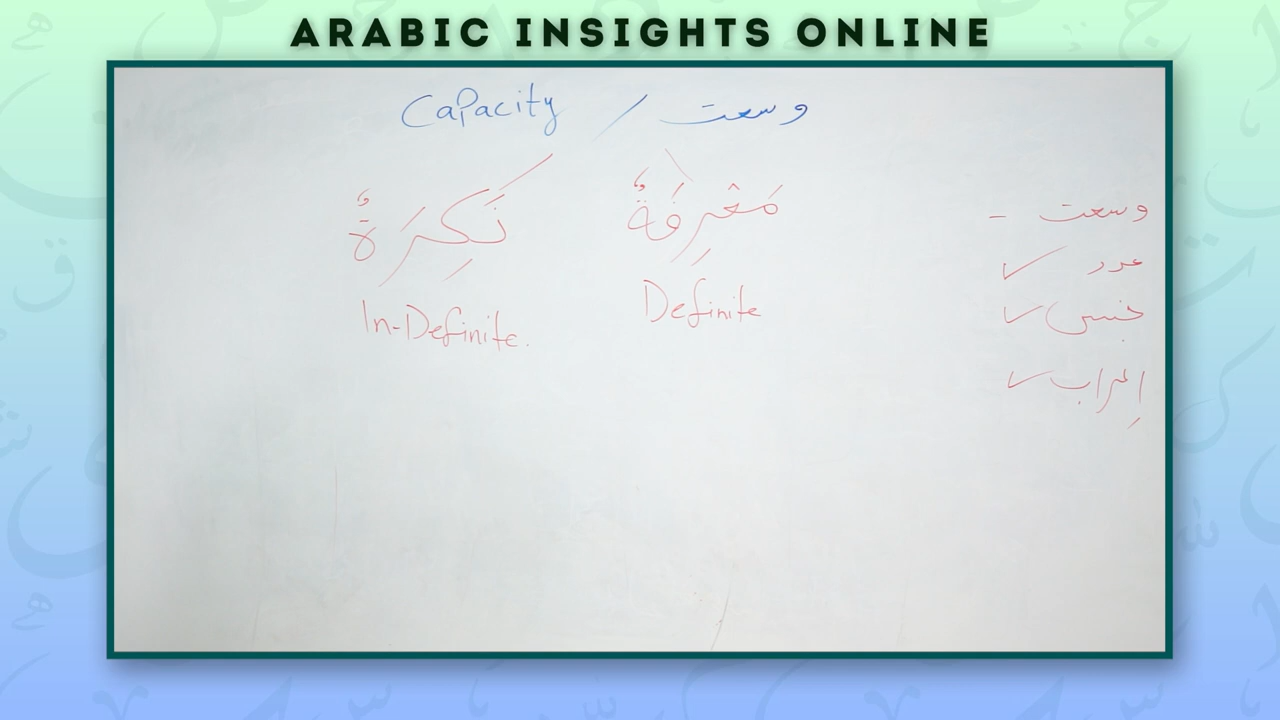 ARABIC INSIGHTS ONLINE
Capacity / وسعت
مَعْرِفَةٌ
نَكِرَةٌ
Definite
In-Definite.
وسعت -
عدد ✓
جنس ✓
إعراب ✓